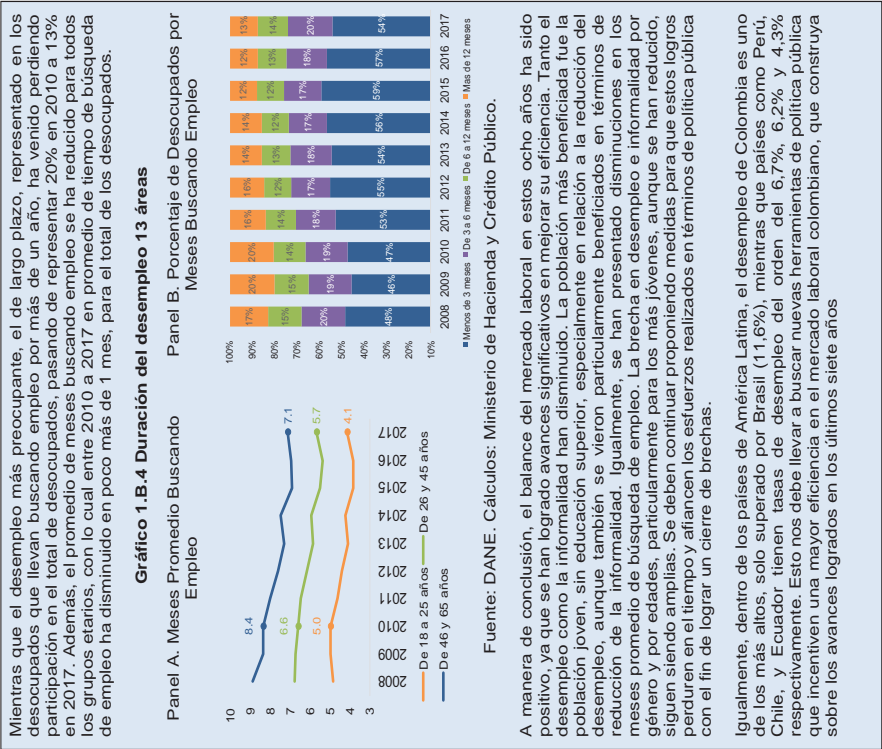 Mientras que el desempleo más preocupante, el de largo plazo, representado en los
desocupados que llevan buscando empleo por más de un año, ha venido perdiendo
participación en el total de desocupados, pasando de representar 20% en 2010 a 13%
en 2017. Además, el promedio de meses buscando empleo se ha reducido para todos
los grupos etarios, con lo cual entre 2010 a 2017 en promedio de tiempo de búsqueda
de empleo ha disminuido en poco más de 1 mes, para el total de los desocupados.
Gráfico 1.B.4 Duración del desempleo 13 áreas
Panel A. Meses Promedio Buscando
Empleo
10
9
8
7
6
5
4
3
8.4
7.1
6.6
5.7
5.0
4.1
2008 2009 2010 2011 2012 2013 2014 2015 2016 2017
De 18 a 25 años De 26 y 45 años
De 46 y 65 años
Panel B. Porcentaje de Desocupados por
Meses Buscando Empleo
100%
90%
80%
70%
60%
50%
40%
30%
20%
10%
17% 20% 20% 16% 16% 14% 14% 12% 12% 13%
15% 15% 14% 14% 12% 13% 12% 12% 13% 14%
20% 19% 19% 18% 17% 18% 17% 17% 18% 20%
48% 46% 47% 53% 55% 54% 56% 59% 57% 54%
2008 2009 2010 2011 2012 2013 2014 2015 2016 2017
Menos de 3 meses De 3 a 6 meses De 6 a 12 meses Mas de 12 meses
Fuente: DANE. Cálculos: Ministerio de Hacienda y Crédito Público.
A manera de conclusión, el balance del mercado laboral en estos ocho años ha sido
positivo, ya que se han logrado avances significativos en mejorar su eficiencia. Tanto el
desempleo como la informalidad han disminuido. La población más beneficiada fue la
población joven, sin educación superior, especialmente en relación a la reducción del
desempleo, aunque también se vieron particularmente beneficiados en términos de
reducción de la informalidad. Igualmente, se han presentado disminuciones en los
meses promedio de búsqueda de empleo. La brecha en desempleo e informalidad por
género y por edades, particularmente para los más jóvenes, aunque se han reducido,
siguen siendo amplias. Se deben continuar proponiendo medidas para que estos logros
perduren en el tiempo y afiancen los esfuerzos realizados en términos de política pública
con el fin de lograr un cierre de brechas.
Igualmente, dentro de los países de América Latina, el desempleo de Colombia es uno
de los más altos, solo superado por Brasil (11,6%), mientras que países como Perú,
Chile, y Ecuador tienen tasas de desempleo del orden del 6,7%, 6,2% y 4,3%
respectivamente. Esto nos debe llevar a buscar nuevas herramientas de política pública
que incentiven una mayor eficiencia en el mercado laboral colombiano, que construya
sobre los avances logrados en los últimos siete años